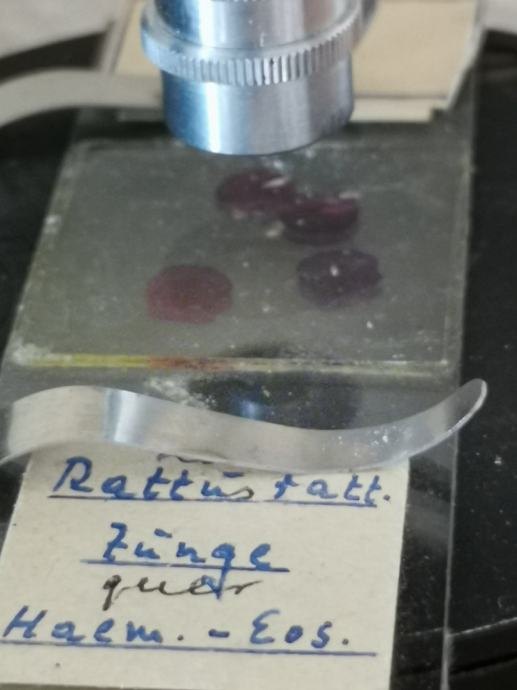 Rattus ratt.
Zunge
quer
Haem. - Eos.